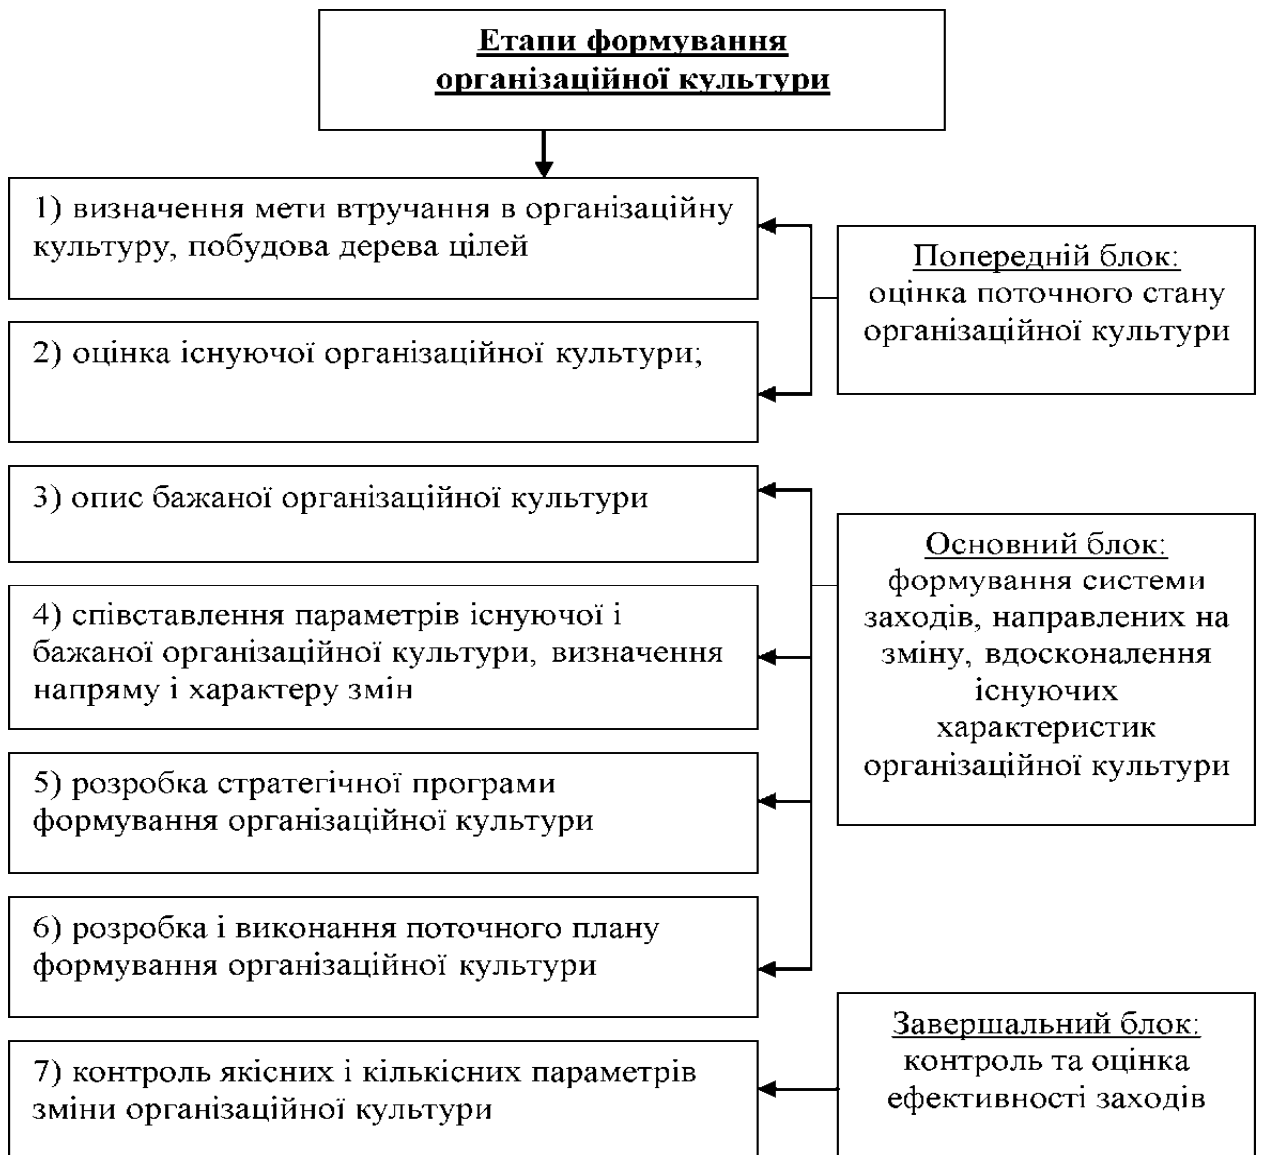 Етапи формування
організаційної культури
1) визначення мети втручання в організаційну
культуру, побудова дерева цілей
Попередній блок:
оцінка поточного стану
організаційної культури
2) оцінка існуючої організаційної культури;
3) опис бажаної організаційної культури
Основний блок:
формування системи
заходів, направлених на
зміну, вдосконалення
існуючих
характеристик
організаційної культури
4) співставлення параметрів існуючої і
бажаної організаційної культури, визначення
напряму і характеру змін
5) розробка стратегічної програми
формування організаційної культури
6) розробка і виконання поточного плану
формування організаційної культури
Завершальний блок:
контроль та оцінка
ефективності заходів
7) контроль якісних і кількісних параметрів
зміни організаційної культури